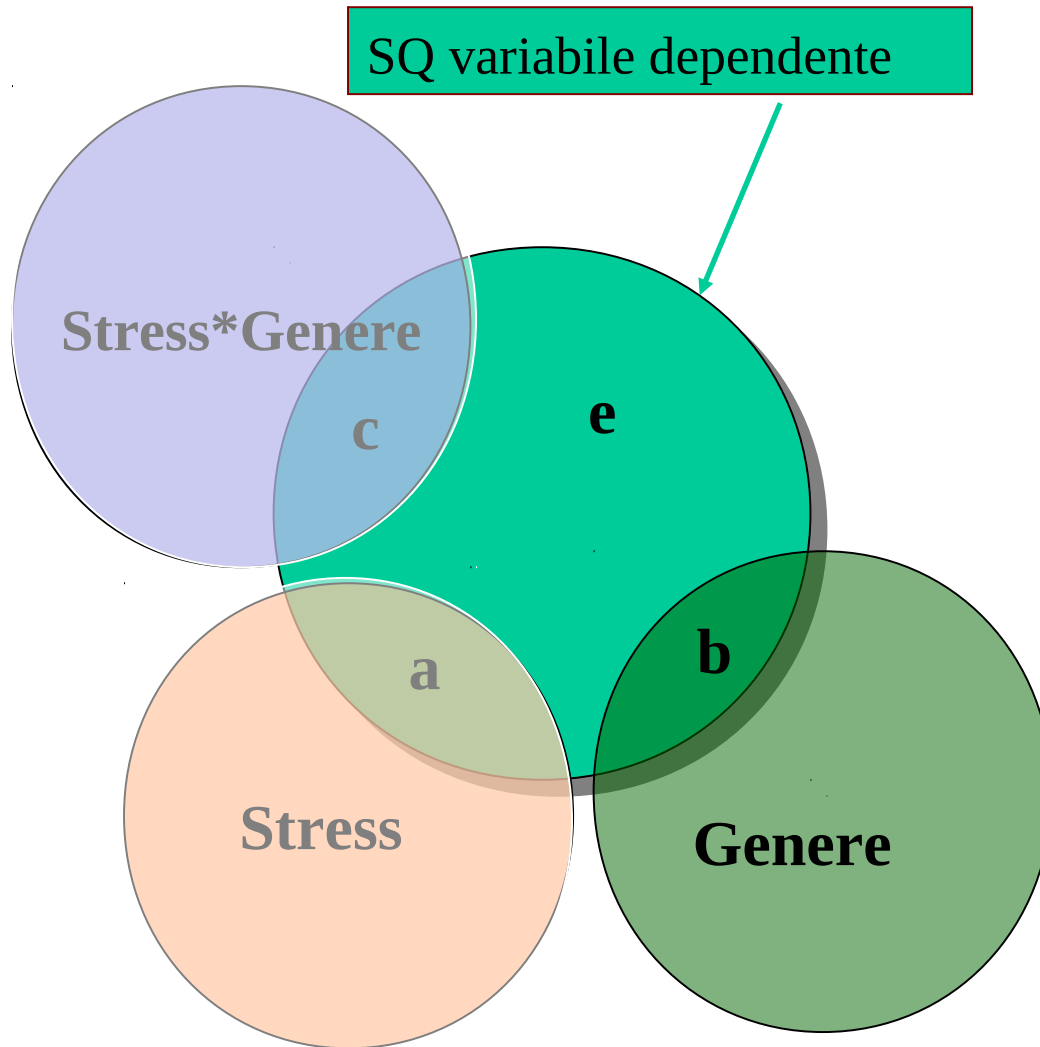 SQ variabile dependente
Stress*Genere
e
c
b
a
Stress
Genere